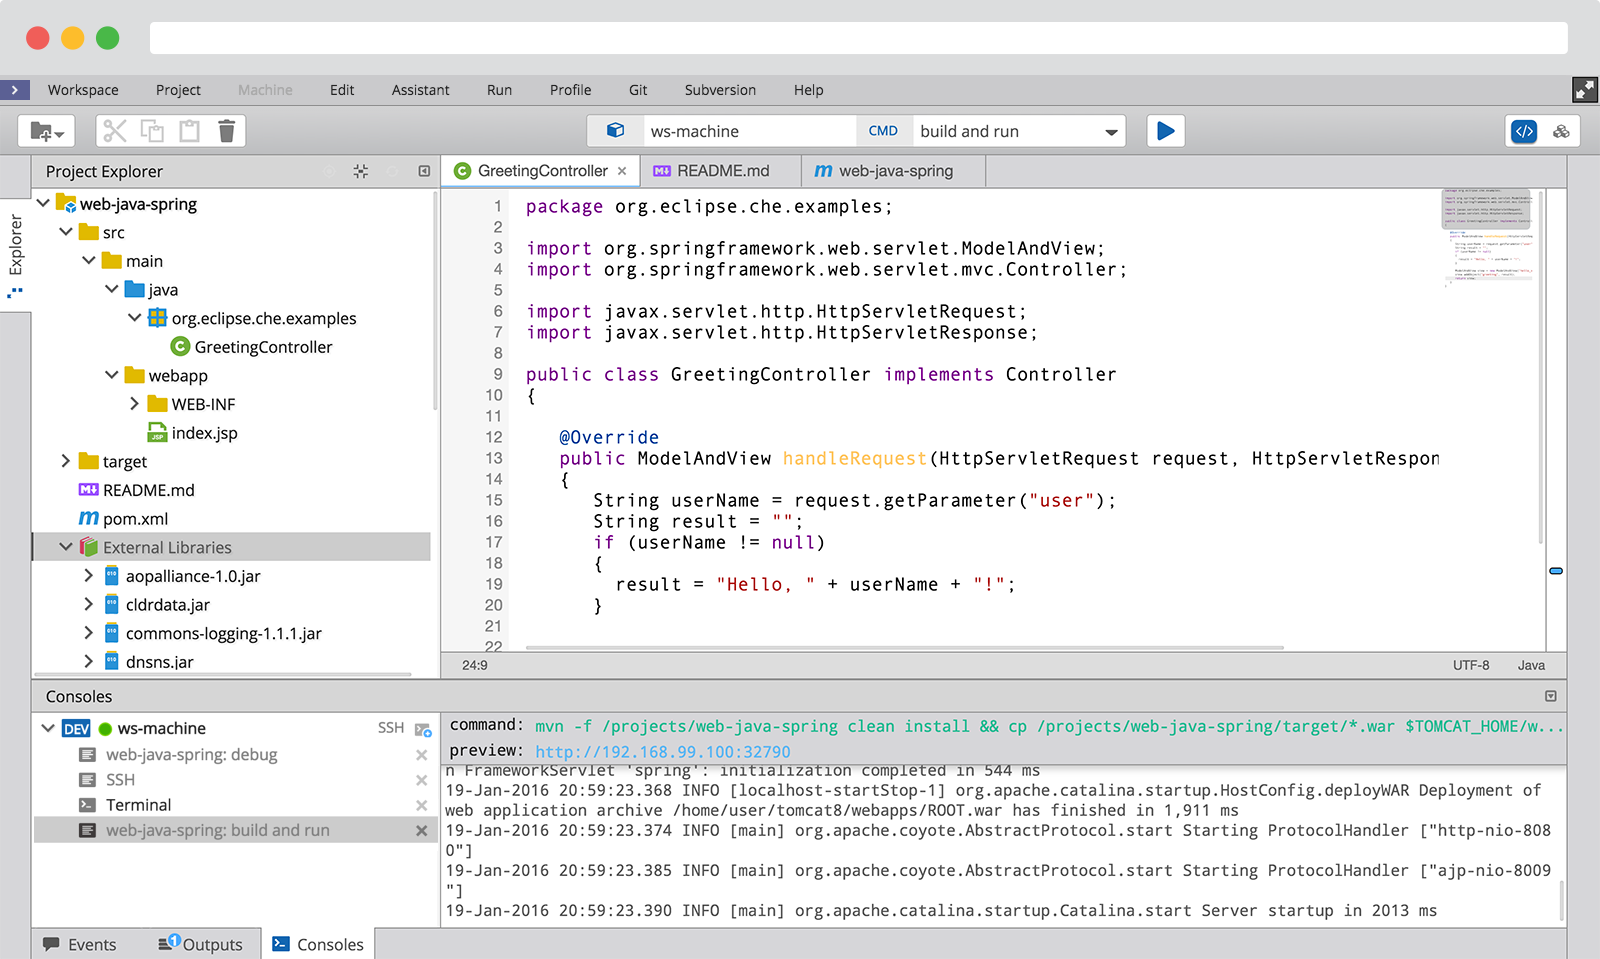 Workspace Project Machine Edit Assistant Run Profile Git Subversion Help
ws-machine CMD build and run
Project Explorer
Explorer
web-java-spring
src
main
java
org.eclipse.che.examples
GreetingController
webapp
WEB-INF
JSP index.jsp
target
README.md
m pom.xml
External Libraries
010 aopalliance-1.0.jar
010 cldrdata.jar
010 commons-logging-1.1.1.jar
010 dnsns.jar
C GreetingController × README.md m web-java-spring
1 package org.eclipse.che.examples;
2
3 import org.springframework.web.servlet.ModelAndView;
4 import org.springframework.web.servlet.mvc.Controller;
5
6 import javax.servlet.http.HttpServletRequest;
7 import javax.servlet.http.HttpServletResponse;
8
9 public class GreetingController implements Controller
10 {
11
12 @Override
13 public ModelAndView handleRequest(HttpServletRequest request, HttpServletRespon
14 {
15 String userName = request.getParameter("user");
16 String result = "";
17 if (userName != null)
18 {
19 result = "Hello, " + userName + "!";
20 }
21
22
24:9 UTF-8 Java
Consoles
DEV ws-machine SSH
web-java-spring: debug
SSH
Terminal
web-java-spring: build and run
command: mvn -f /projects/web-java-spring clean install && cp /projects/web-java-spring/target/*.war $TOMCAT_HOME/w...
preview: http://192.168.99.100:32790
n FrameworkServlet 'spring': initialization completed in 544 ms
19-Jan-2016 20:59:23.368 INFO [localhost-startStop-1] org.apache.catalina.startup.HostConfig.deployWAR Deployment of
web application archive /home/user/tomcat8/webapps/ROOT.war has finished in 1,911 ms
19-Jan-2016 20:59:23.374 INFO [main] org.apache.coyote.AbstractProtocol.start Starting ProtocolHandler ["http-nio-808
0"]
19-Jan-2016 20:59:23.385 INFO [main] org.apache.coyote.AbstractProtocol.start Starting ProtocolHandler ["ajp-nio-8009
"]
19-Jan-2016 20:59:23.390 INFO [main] org.apache.catalina.startup.Catalina.start Server startup in 2013 ms
Events 1 Outputs Consoles